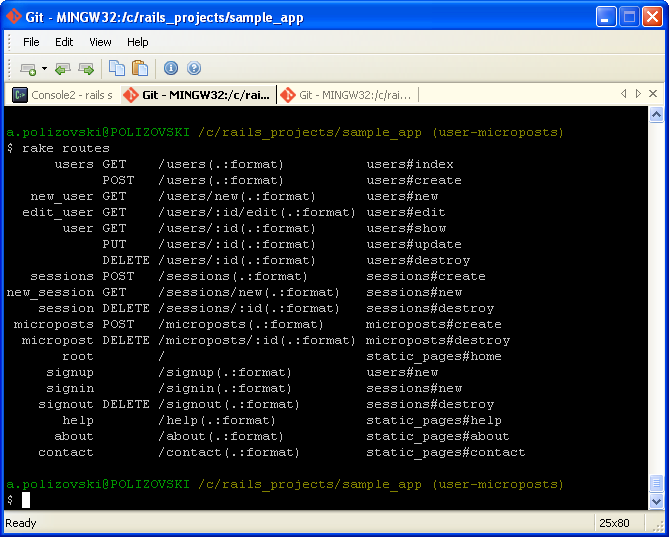 Git - MINGW32:/c/rails_projects/sample_app
File Edit View Help
Console2 - rails s Git - MINGW32:/c/rai... Git - MINGW32:/c/rai...
a.polizovski@POLIZOVSKI /c/rails_projects/sample_app (user-microposts)
$ rake routes
users GET /users(.:format) users#index
POST /users(.:format) users#create
new_user GET /users/new(.:format) users#new
edit_user GET /users/:id/edit(.:format) users#edit
user GET /users/:id(.:format) users#show
PUT /users/:id(.:format) users#update
DELETE /users/:id(.:format) users#destroy
sessions POST /sessions(.:format) sessions#create
new_session GET /sessions/new(.:format) sessions#new
session DELETE /sessions/:id(.:format) sessions#destroy
microposts POST /microposts(.:format) microposts#create
micropost DELETE /microposts/:id(.:format) microposts#destroy
root / static_pages#home
signup /signup(.:format) users#new
signin /signin(.:format) sessions#new
signout DELETE /signout(.:format) sessions#destroy
help /help(.:format) static_pages#help
about /about(.:format) static_pages#about
contact /contact(.:format) static_pages#contact
a.polizovski@POLIZOVSKI /c/rails_projects/sample_app (user-microposts)
$
Ready 25x80